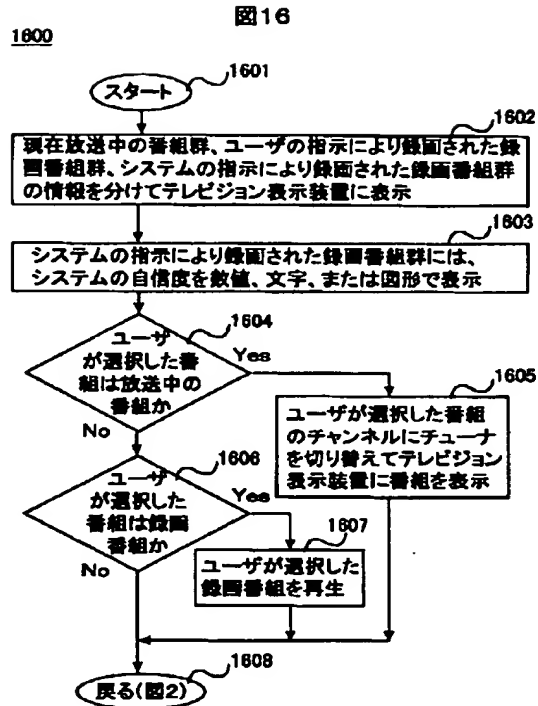 図16
1600
1601
スタート
1602
現在放送中の番組群、ユーザの指示により録画された録
画番組群、システムの指示により録画された録画番組群
の情報を分けてテレビジョン表示装置に表示
1603
システムの指示により録画された録画番組群には、
システムの自信度を数値、文字、または図形で表示
1604
ユーザ
が選択した番
組は放送中の
番組か
Yes
No
1605
ユーザが選択した番組
のチャンネルにチューナ
を切り替えてテレビジョン
表示装置に番組を表示
1606
ユーザ
が選択した
番組は録画
番組か
Yes
No
1607
ユーザが選択した
録画番組を再生
1608
戻る(図2)